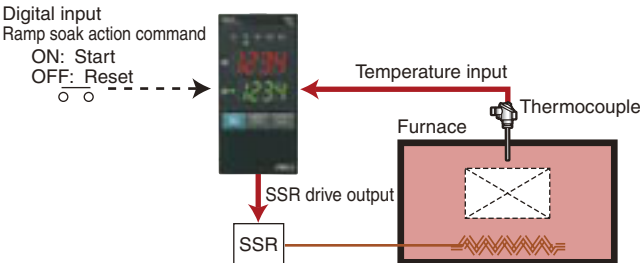 Digital input
Ramp soak action command
ON: Start
OFF: Reset
1234
1234
Temperature input
Thermocouple
Furnace
SSR drive output
SSR